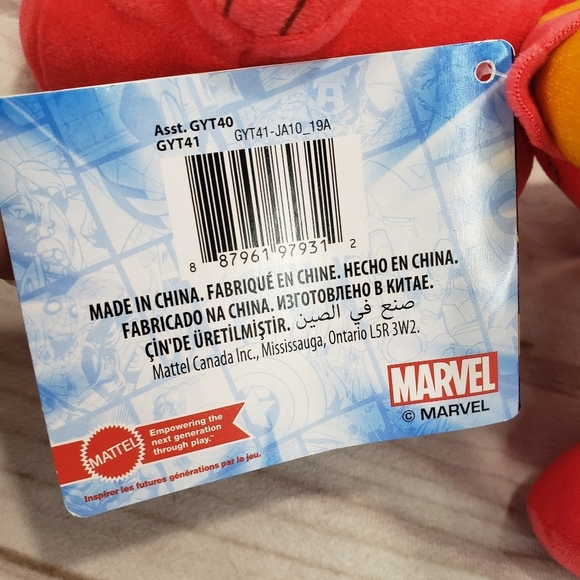 Asst. GYT40
GYT41 GYT41-JA10_19A
8 87961 97931 2
MADE IN CHINA. FABRIQUÉ EN CHINE. HECHO EN CHINA.
FABRICADO NA CHINA. ИЗГОТОВЛЕНО В КИТАЕ.
ÇİN'DE ÜRETİLMİŞTİR. صنع في الصين
Mattel Canada Inc., Mississauga, Ontario L5R 3W2.
MARVEL
© MARVEL
MATTEL
Empowering the
next generation
through play.™
Inspirer les futures générations par le jeu.